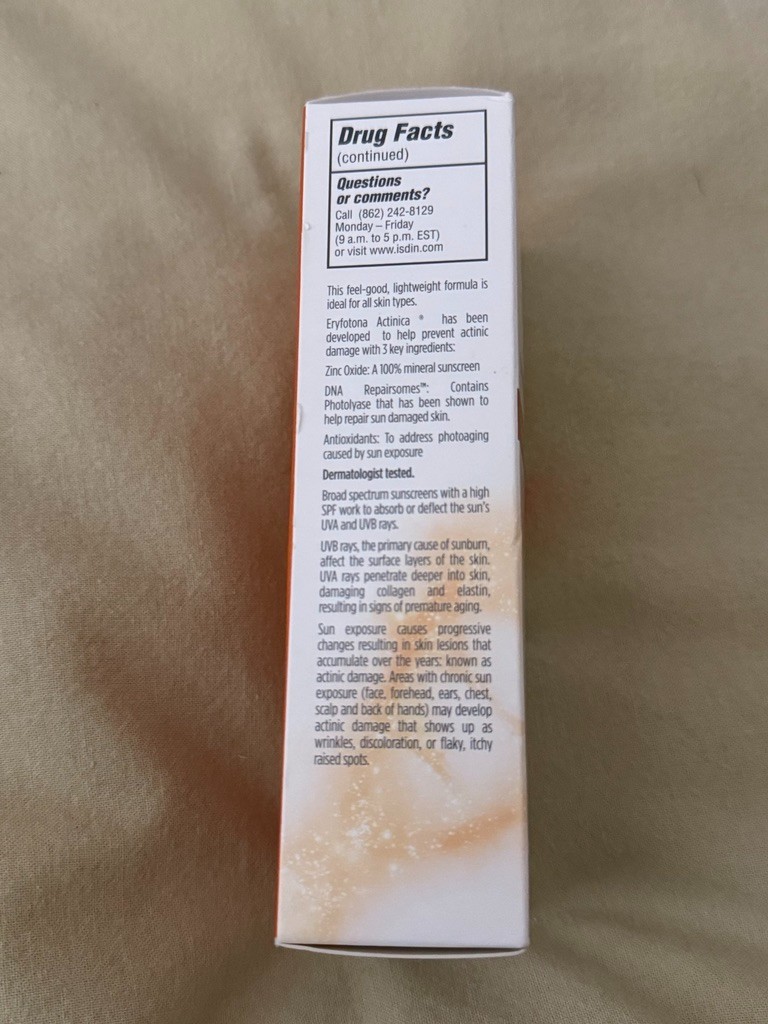 Drug Facts
(continued)
Questions
or comments?
Call (862) 242-8129
Monday – Friday
(9 a.m. to 5 p.m. EST)
or visit www.isdin.com
This feel-good, lightweight formula is
ideal for all skin types.
Eryfotona Actinica ® has been
developed to help prevent actinic
damage with 3 key ingredients:
Zinc Oxide: A 100% mineral sunscreen
DNA Repairsomes™: Contains
Photolyase that has been shown to
help repair sun damaged skin.
Antioxidants: To address photoaging
caused by sun exposure
Dermatologist tested.
Broad spectrum sunscreens with a high
SPF work to absorb or deflect the sun's
UVA and UVB rays.
UVB rays, the primary cause of sunburn,
affect the surface layers of the skin.
UVA rays penetrate deeper into skin,
damaging collagen and elastin,
resulting in signs of premature aging.
Sun exposure causes progressive
changes resulting in skin lesions that
accumulate over the years: known as
actinic damage. Areas with chronic sun
exposure (face, forehead, ears, chest,
scalp and back of hands) may develop
actinic damage that shows up as
wrinkles, discoloration, or flaky, itchy
raised spots.